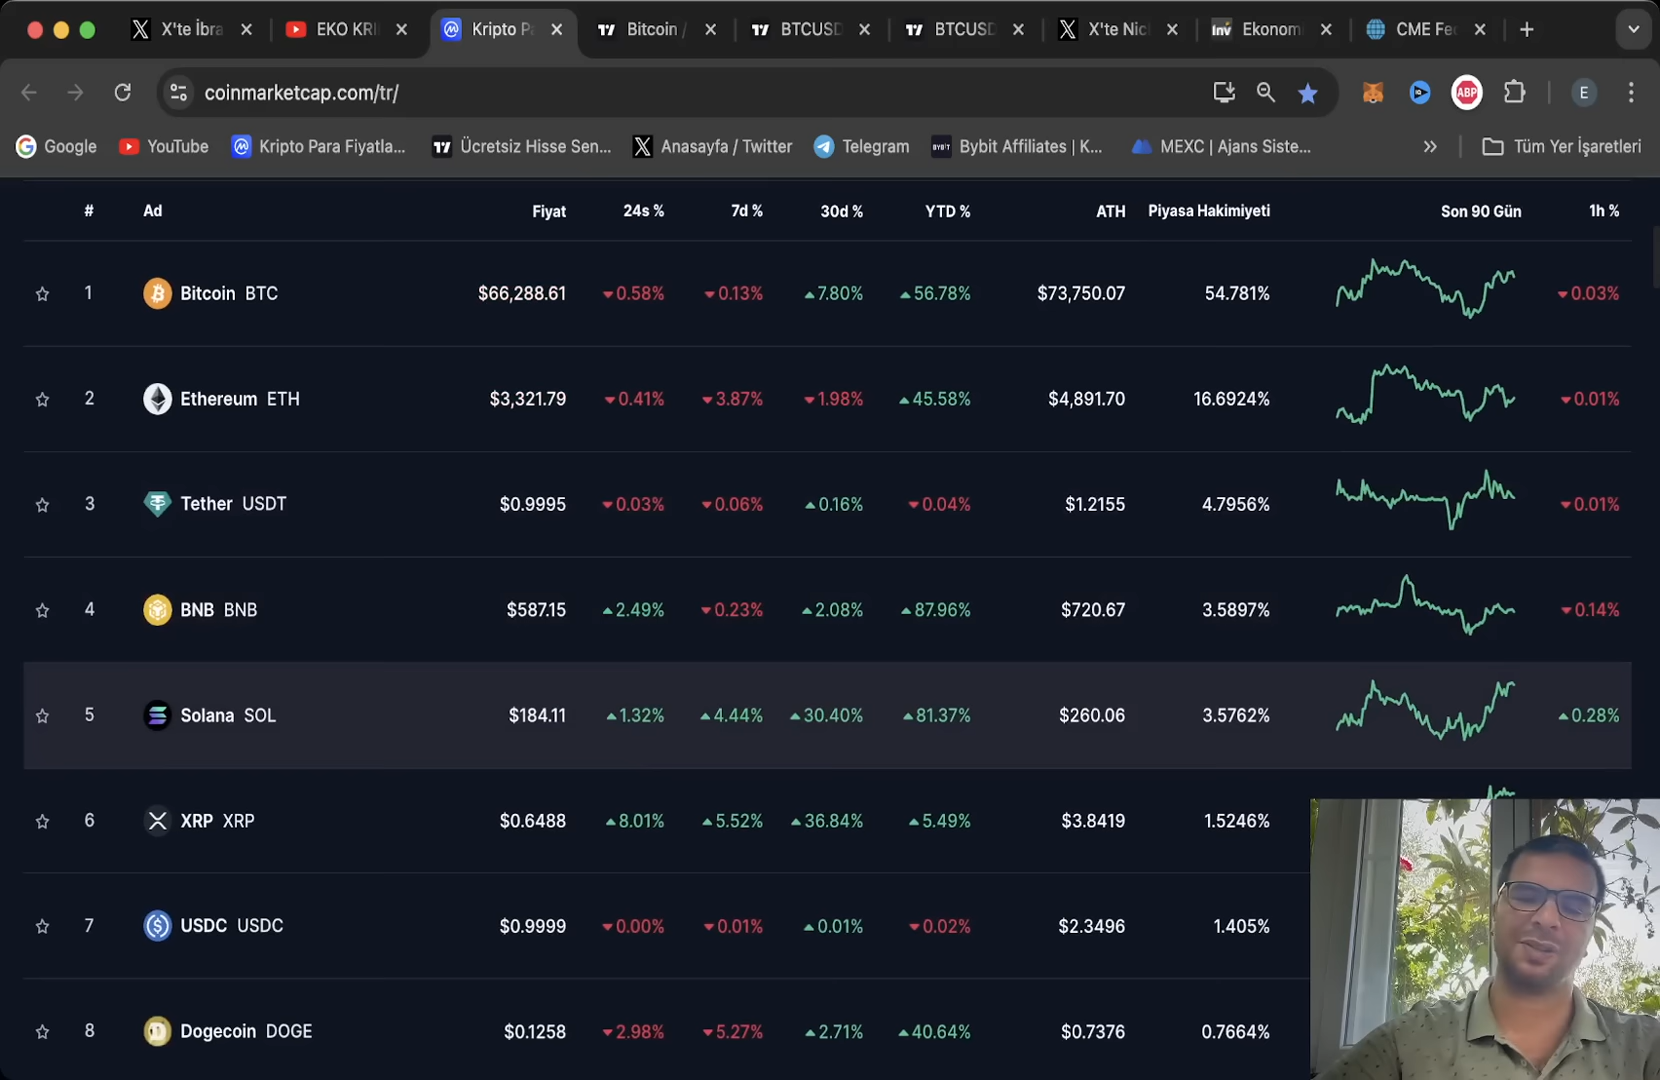 X'te İbra
EKO KRİ
Kripto P
Bitcoin /
BTCUSD
BTCUSD
X'te Nic
Ekonom
CME Fe
coinmarketcap.com/tr/
ABP
E
Google
YouTube
Kripto Para Fiyatla...
Ücretsiz Hisse Sen...
Anasayfa / Twitter
Telegram
Bybit Affiliates | K...
MEXC | Ajans Siste...
Tüm Yer İşaretleri
# Ad Fiyat 24s % 7d % 30d % YTD % ATH Piyasa Hakimiyeti Son 90 Gün 1h %
1 Bitcoin BTC $66,288.61 0.58% 0.13% 7.80% 56.78% $73,750.07 54.781% 0.03%
2 Ethereum ETH $3,321.79 0.41% 3.87% 1.98% 45.58% $4,891.70 16.6924% 0.01%
3 Tether USDT $0.9995 0.03% 0.06% 0.16% 0.04% $1.2155 4.7956% 0.01%
4 BNB BNB $587.15 2.49% 0.23% 2.08% 87.96% $720.67 3.5897% 0.14%
5 Solana SOL $184.11 1.32% 4.44% 30.40% 81.37% $260.06 3.5762% 0.28%
6 XRP XRP $0.6488 8.01% 5.52% 36.84% 5.49% $3.8419 1.5246%
7 USDC USDC $0.9999 0.00% 0.01% 0.01% 0.02% $2.3496 1.405%
8 Dogecoin DOGE $0.1258 2.98% 5.27% 2.71% 40.64% $0.7376 0.7664%